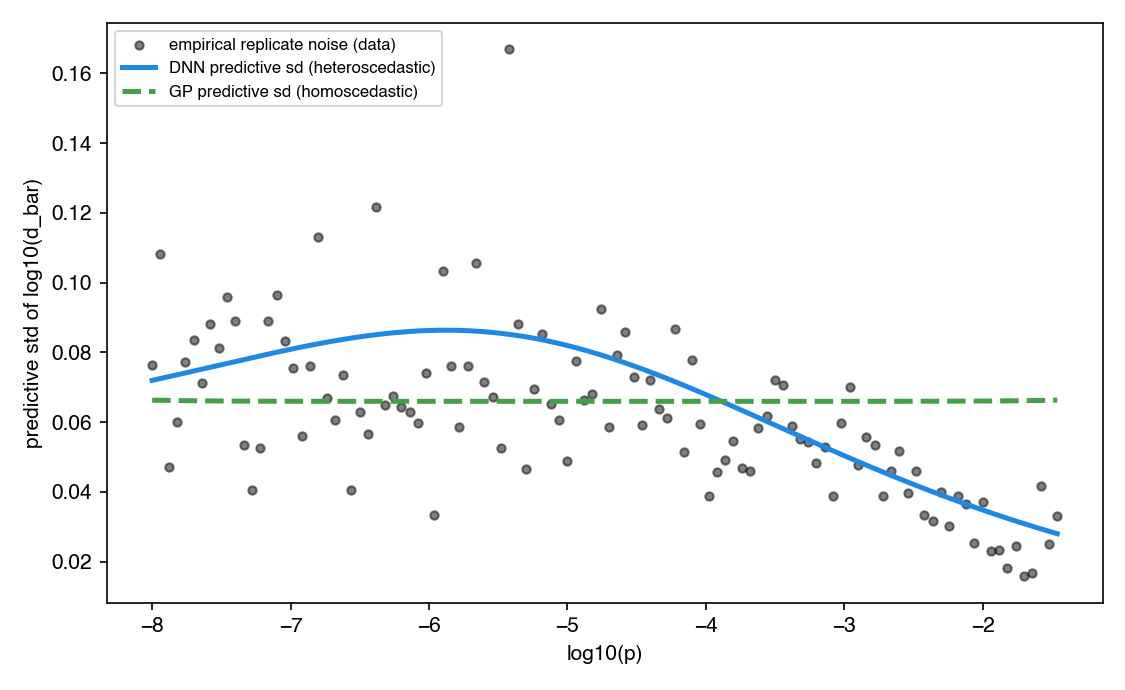 empirical replicate noise (data)
DNN predictive sd (heteroscedastic)
GP predictive sd (homoscedastic)
predictive std of log10(d_bar)
0.16
0.14
0.12
0.10
0.08
0.06
0.04
0.02
−8 −7 −6 −5 −4 −3 −2
log10(p)